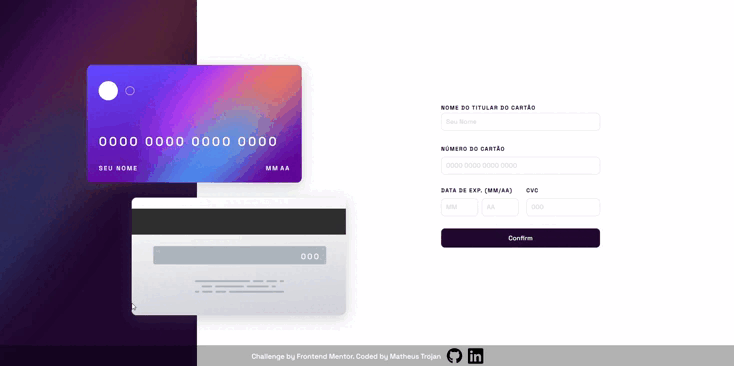 0000 0000 0000 0000
SEU NOME MM AA
000
NOME DO TITULAR DO CARTÃO
Seu Nome
NÚMERO DO CARTÃO
0000 0000 0000 0000
DATA DE EXP. (MM/AA) CVC
MM AA 000
Confirm
Challenge by Frontend Mentor. Coded by Matheus Trojan